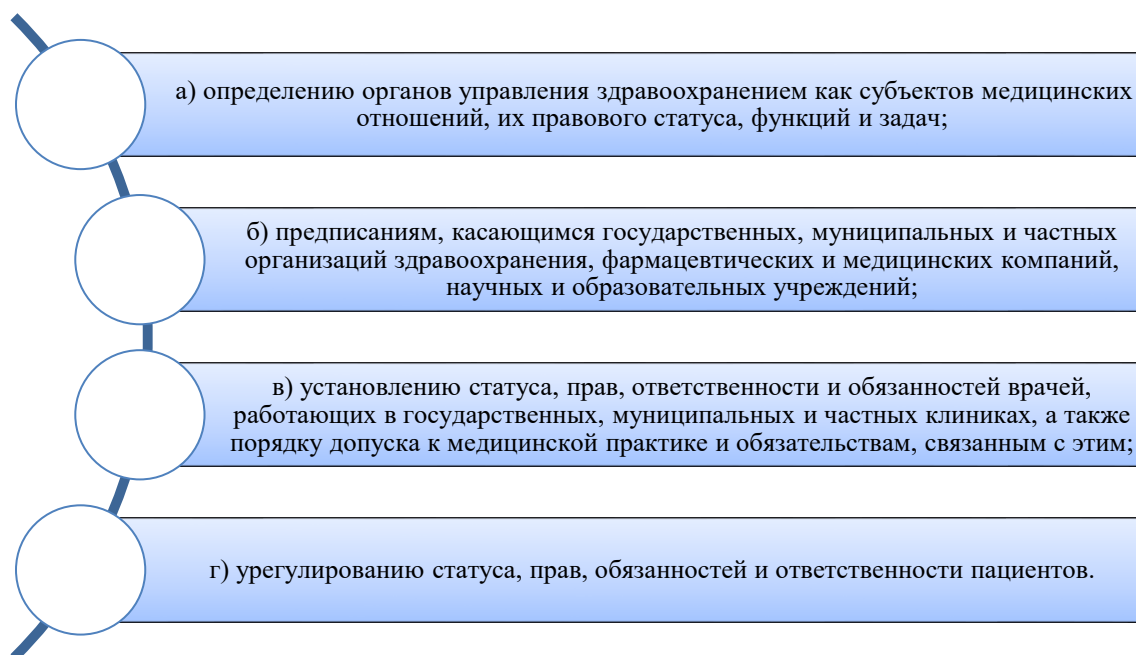 а) определению органов управления здравоохранением как субъектов медицинских
отношений, их правового статуса, функций и задач;
б) предписаниям, касающимся государственных, муниципальных и частных
организаций здравоохранения, фармацевтических и медицинских компаний,
научных и образовательных учреждений;
в) установлению статуса, прав, ответственности и обязанностей врачей,
работающих в государственных, муниципальных и частных клиниках, а также
порядку допуска к медицинской практике и обязательствам, связанным с этим;
г) урегулированию статуса, прав, обязанностей и ответственности пациентов.